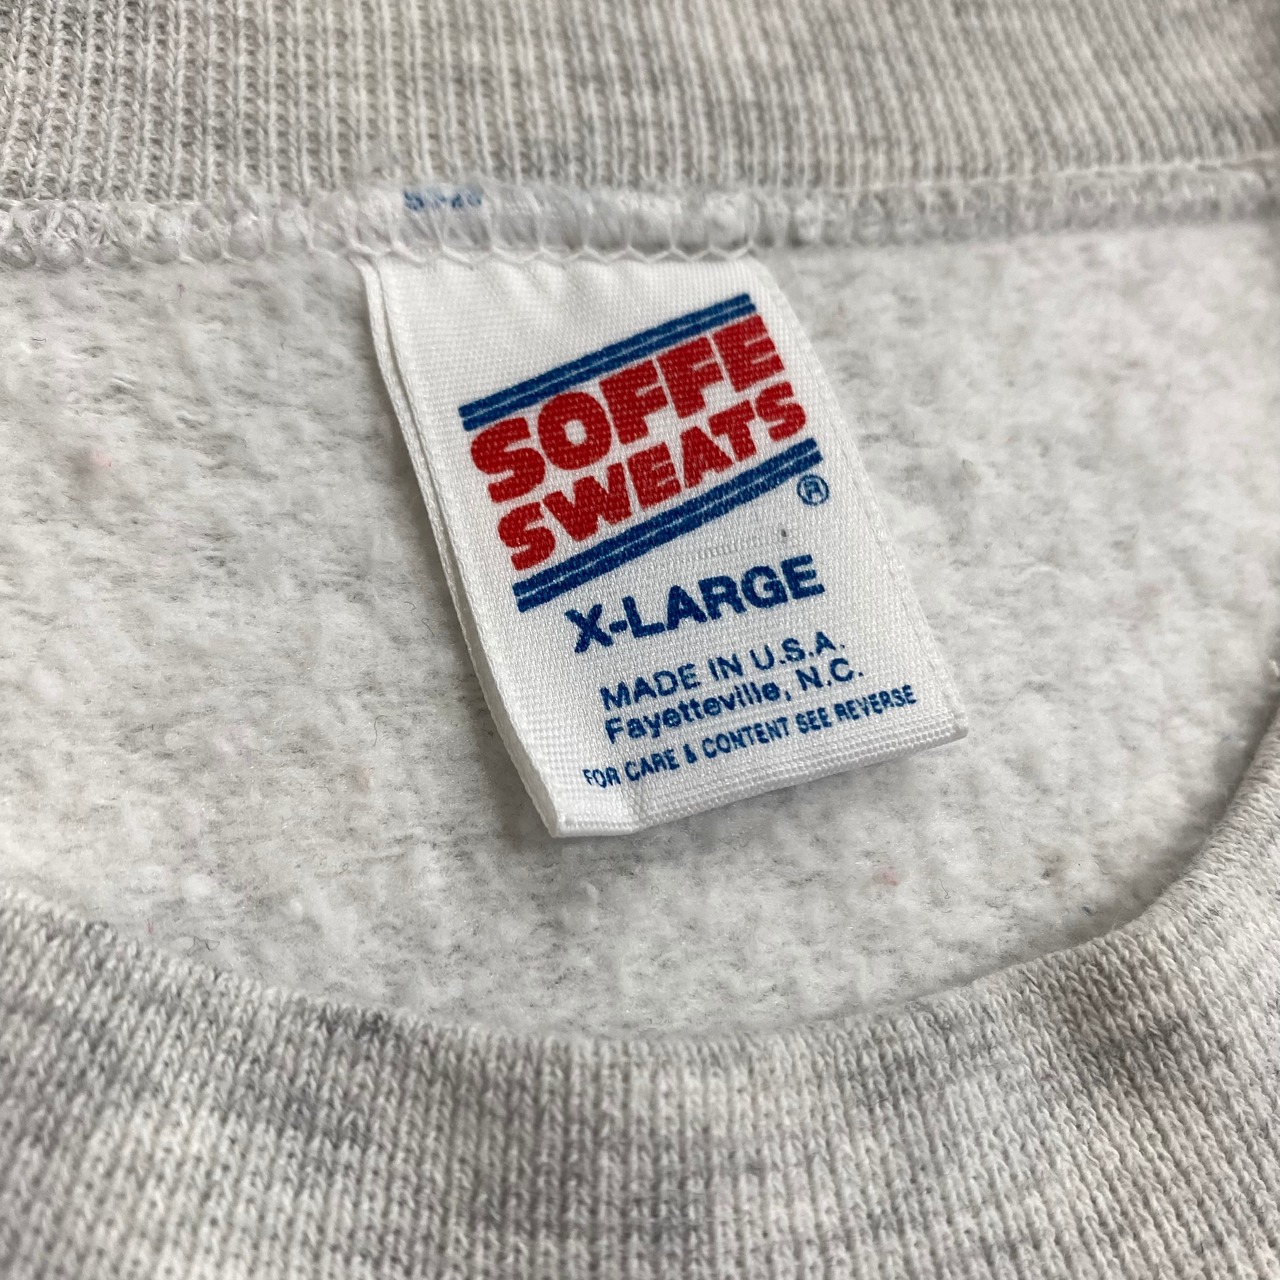 SOFFE
SWEATS
®
X-LARGE
MADE IN U.S.A.
Fayetteville, N.C.
FOR CARE & CONTENT SEE REVERSE